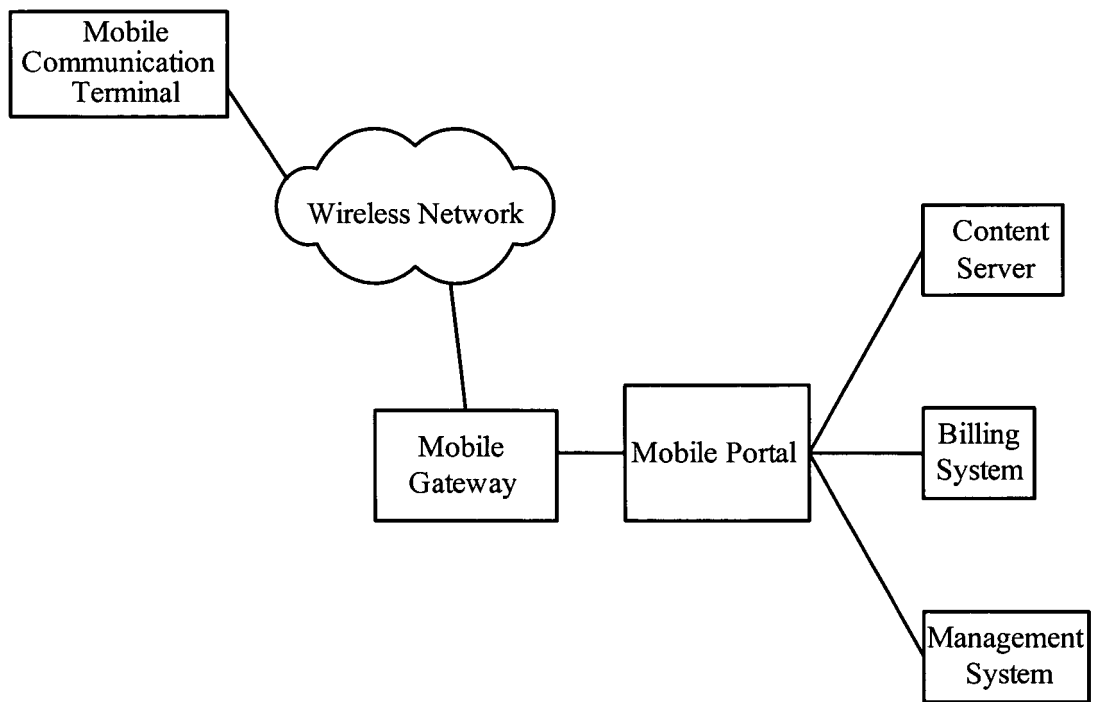 Mobile
Communication
Terminal
Wireless Network
Content
Server
Mobile
Gateway
Mobile Portal
Billing
System
Management
System